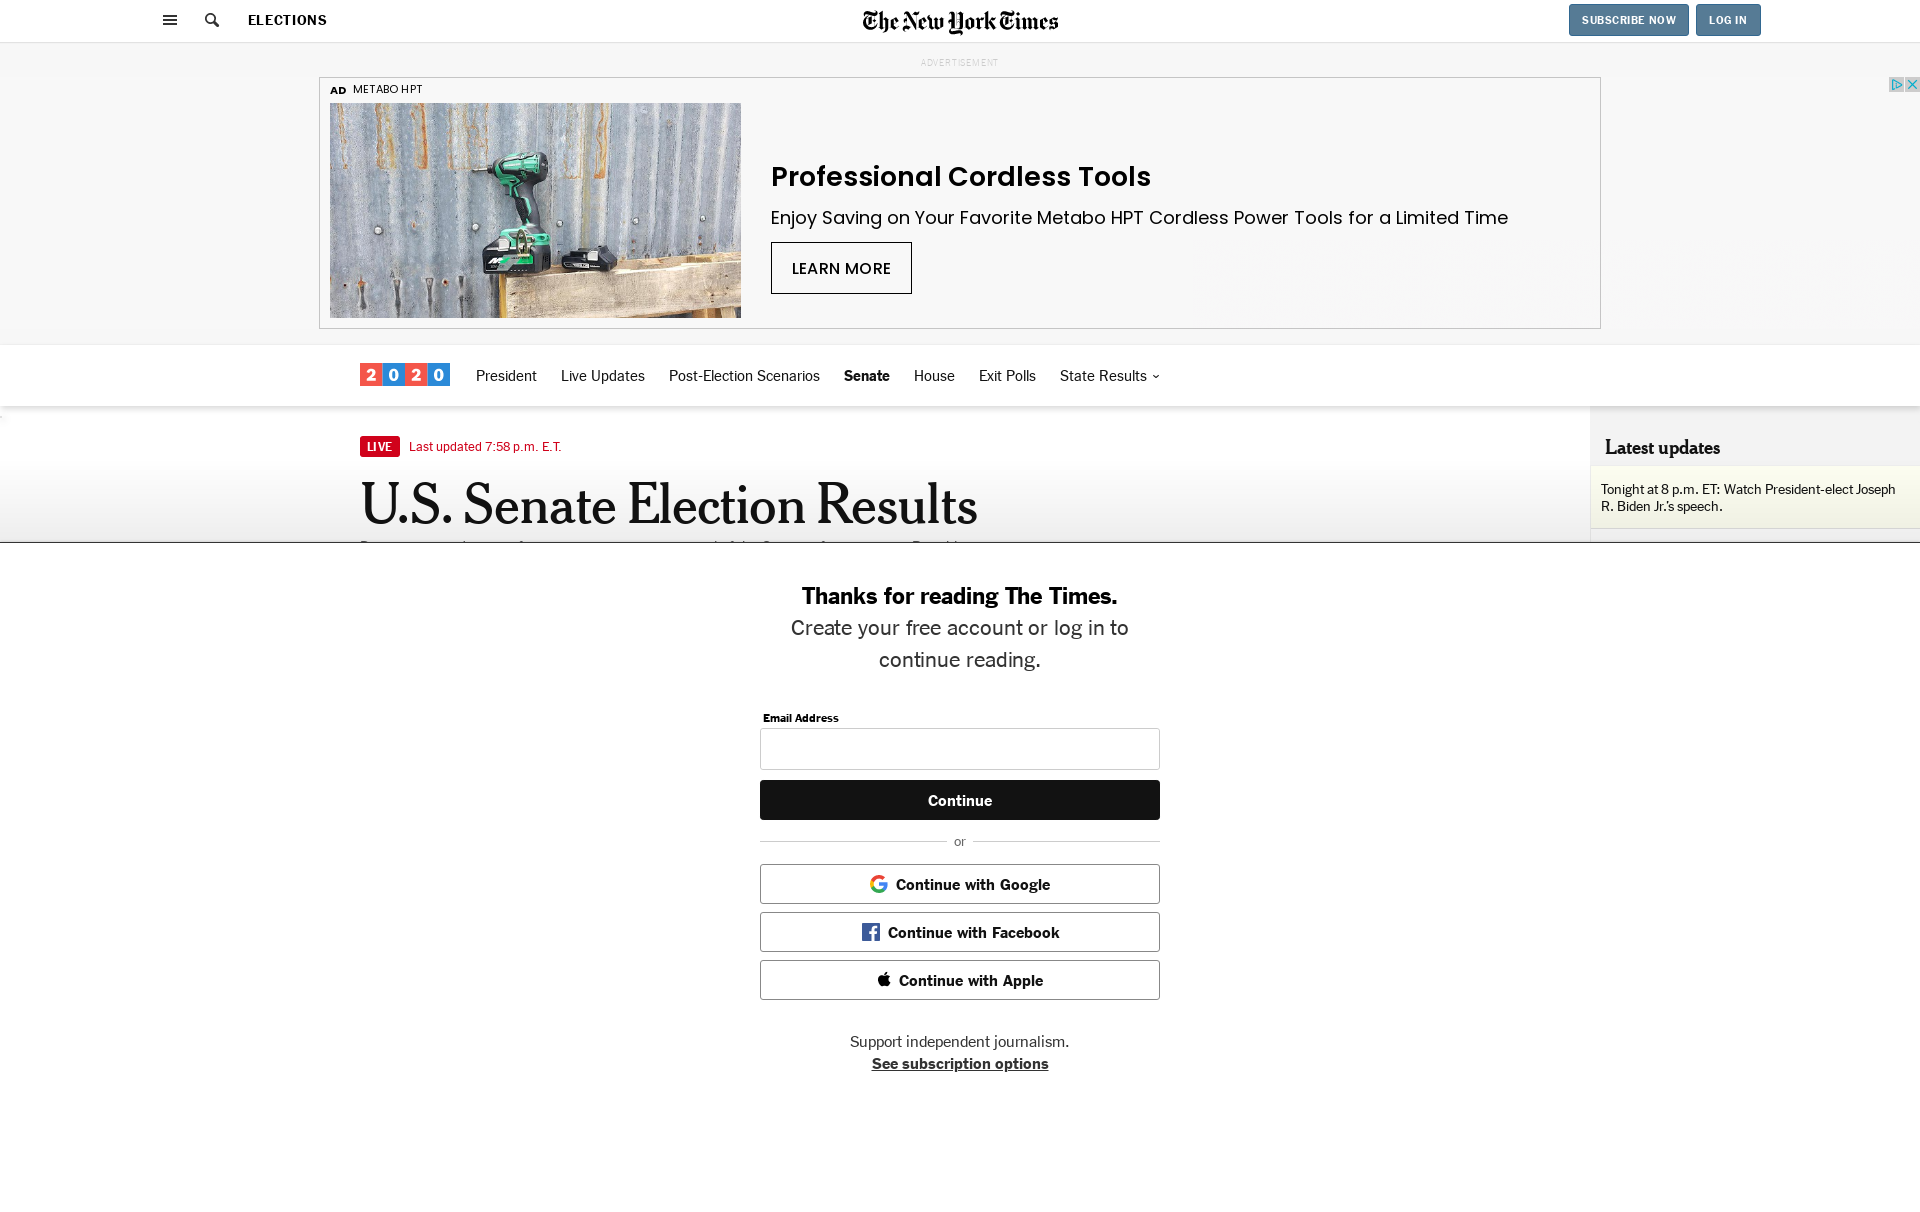 ELECTIONS
The New York Times
SUBSCRIBE NOW
LOG IN
ADVERTISEMENT
AD METABO HPT
Professional Cordless Tools
Enjoy Saving on Your Favorite Metabo HPT Cordless Power Tools for a Limited Time
LEARN MORE
2020
President
Live Updates
Post-Election Scenarios
Senate
House
Exit Polls
State Results
LIVE
Last updated 7:58 p.m. E.T.
U.S. Senate Election Results
Latest updates
Tonight at 8 p.m. ET: Watch President-elect Joseph
R. Biden Jr.’s speech.
Thanks for reading The Times.
Create your free account or log in to
continue reading.
Email Address
Continue
or
Continue with Google
Continue with Facebook
Continue with Apple
Support independent journalism.
See subscription options